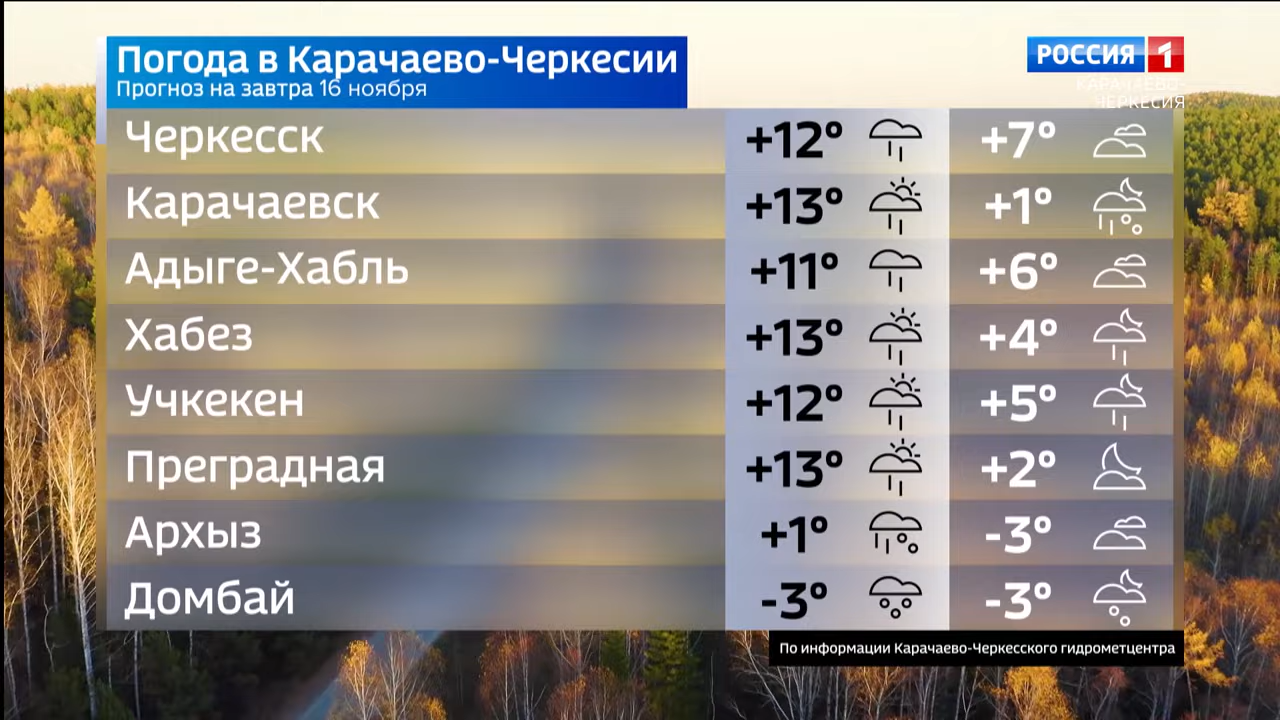 Погода в Карачаево-Черкесии
Прогноз на завтра 16 ноября
РОССИЯ 1
КАРАЧАЕВО-
ЧЕРКЕСИЯ
Черкесск +12° +7°
Карачаевск +13° +1°
Адыге-Хабль +11° +6°
Хабез +13° +4°
Учкекен +12° +5°
Преградная +13° +2°
Архыз +1° -3°
Домбай -3° -3°
По информации Карачаево-Черкесского гидрометцентра